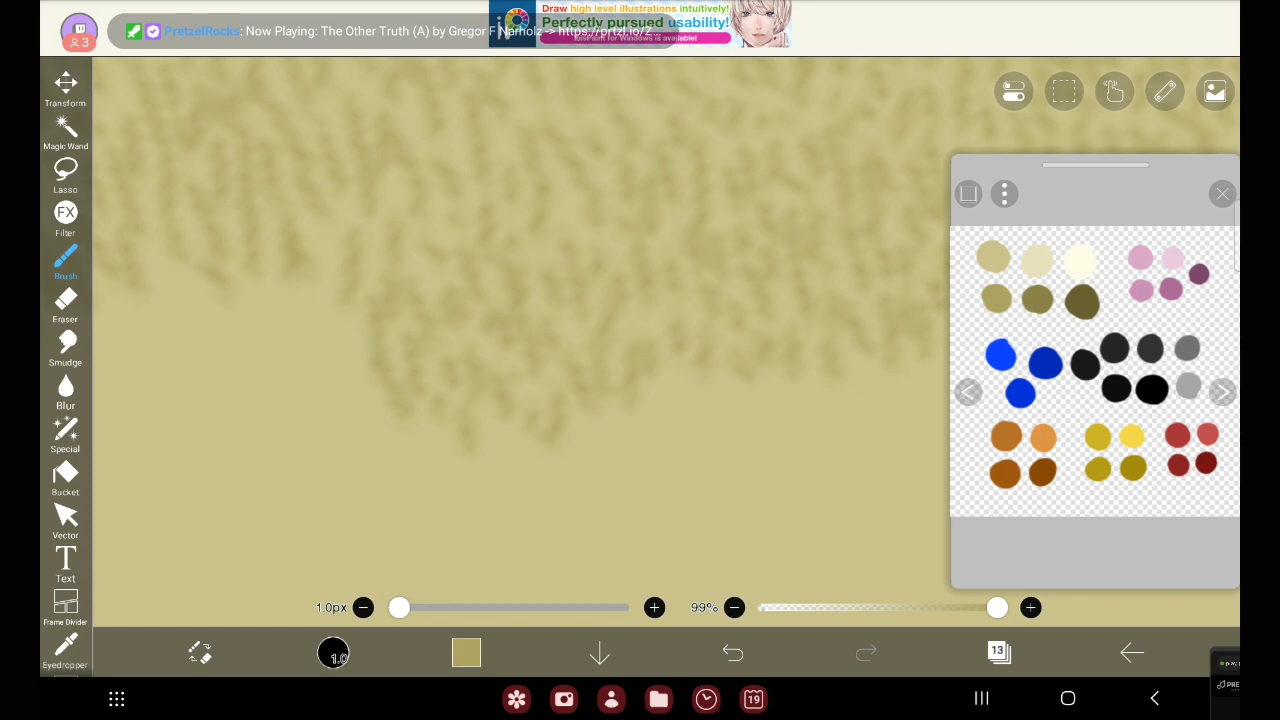 Draw high level illustrations intuitively!
Perfectly pursued usability!
ibisPaint for Windows is available!
PretzelRocks: Now Playing: The Other Truth (A) by Gregor F Narholz -> https://prtzl.io/Z...
3
Transform
Magic Wand
Lasso
FX
Filter
Brush
Eraser
Smudge
Blur
Special
Bucket
Vector
T
Text
Frame Divider
Eyedropper
1.0px
99%
1.0
13
19
play.
PRE